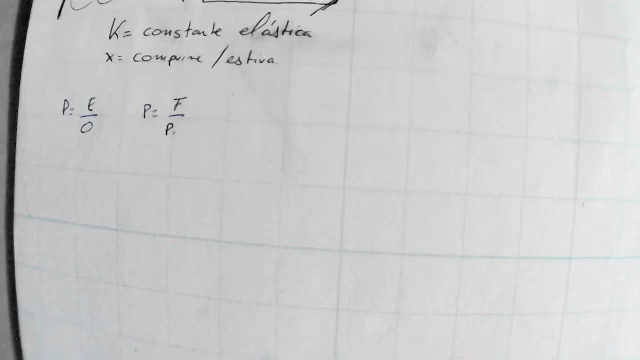 K = constante elástica
x = comprime / estira
P = E/O P = F/P.